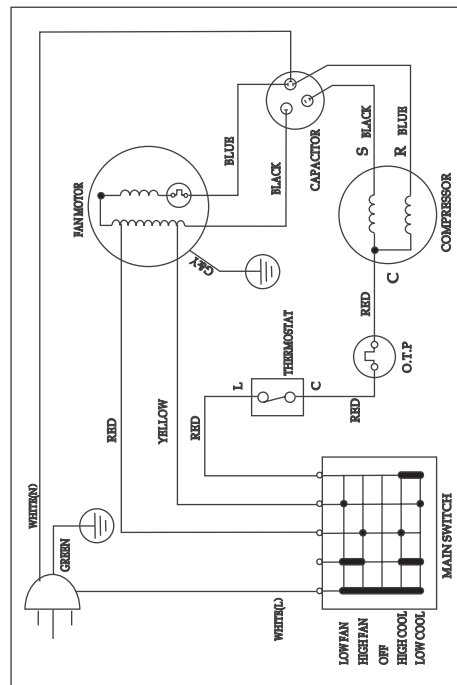 WHITE(N)
GREEN
WHITE(L)
FAN MOTOR
G&Y
BLUE
BLACK
CAPACITOR
S
BLACK
R
BLUE
COMPRESSOR
C
RED
O.T.P
THERMOSTAT
L
C
RED
RED
YELLOW
RED
MAIN SWITCH
LOW FAN
HIGH FAN
OFF
HIGH COOL
LOW COOL